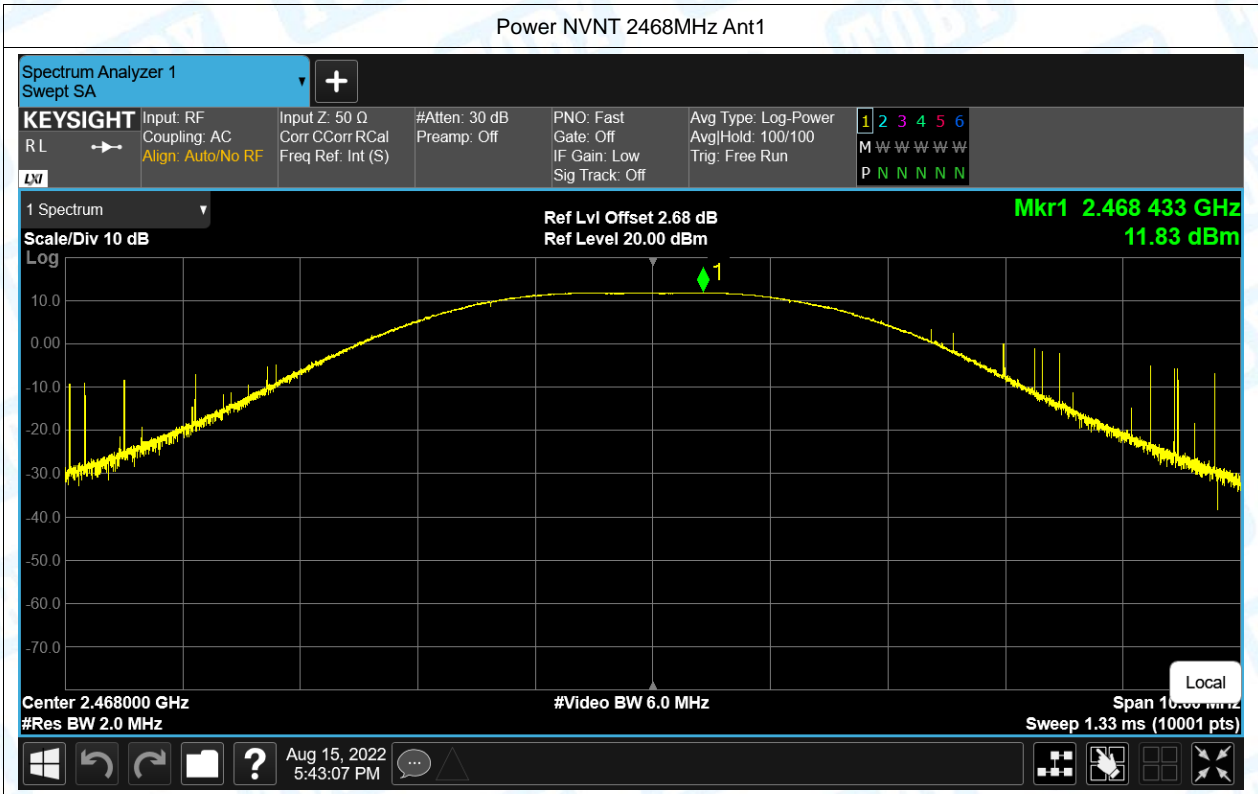 Power NVNT 2468MHz Ant1
Spectrum Analyzer 1
Swept SA
KEYSIGHT
RL
LXI
Input: RF
Coupling: AC
Align: Auto/No RF
Input Z: 50 Ω
Corr CCorr RCal
Freq Ref: Int (S)
#Atten: 30 dB
Preamp: Off
PNO: Fast
Gate: Off
IF Gain: Low
Sig Track: Off
Avg Type: Log-Power
Avg|Hold: 100/100
Trig: Free Run
1 2 3 4 5 6
M W W W W W
P N N N N N
1 Spectrum
Scale/Div 10 dB
Ref Lvl Offset 2.68 dB
Ref Level 20.00 dBm
Mkr1 2.468 433 GHz
11.83 dBm
Log
1
10.0
0.00
-10.0
-20.0
-30.0
-40.0
-50.0
-60.0
-70.0
Local
Center 2.468000 GHz
#Res BW 2.0 MHz
#Video BW 6.0 MHz
Span 10.00 MHz
Sweep 1.33 ms (10001 pts)
?
Aug 15, 2022
5:43:07 PM